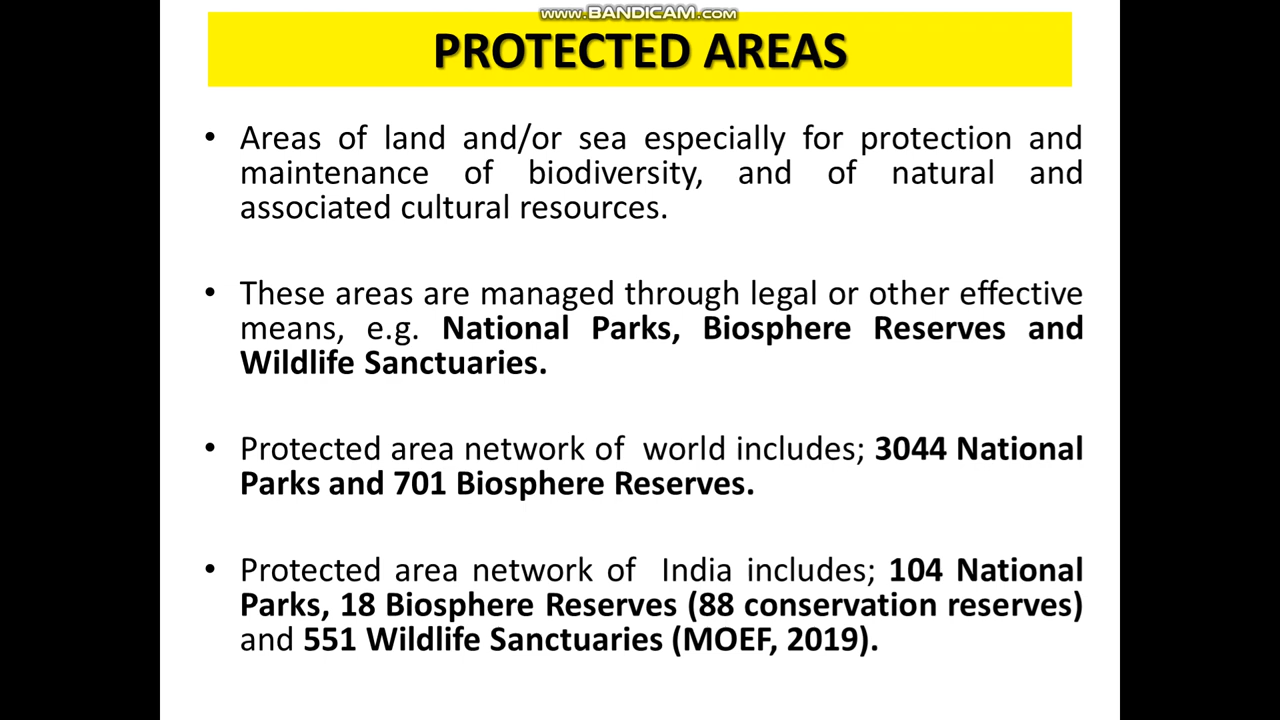 www.BANDICAM.com
PROTECTED AREAS
• Areas of land and/or sea especially for protection and
maintenance of biodiversity, and of natural and
associated cultural resources.
• These areas are managed through legal or other effective
means, e.g. National Parks, Biosphere Reserves and
Wildlife Sanctuaries.
• Protected area network of world includes; 3044 National
Parks and 701 Biosphere Reserves.
• Protected area network of India includes; 104 National
Parks, 18 Biosphere Reserves (88 conservation reserves)
and 551 Wildlife Sanctuaries (MOEF, 2019).